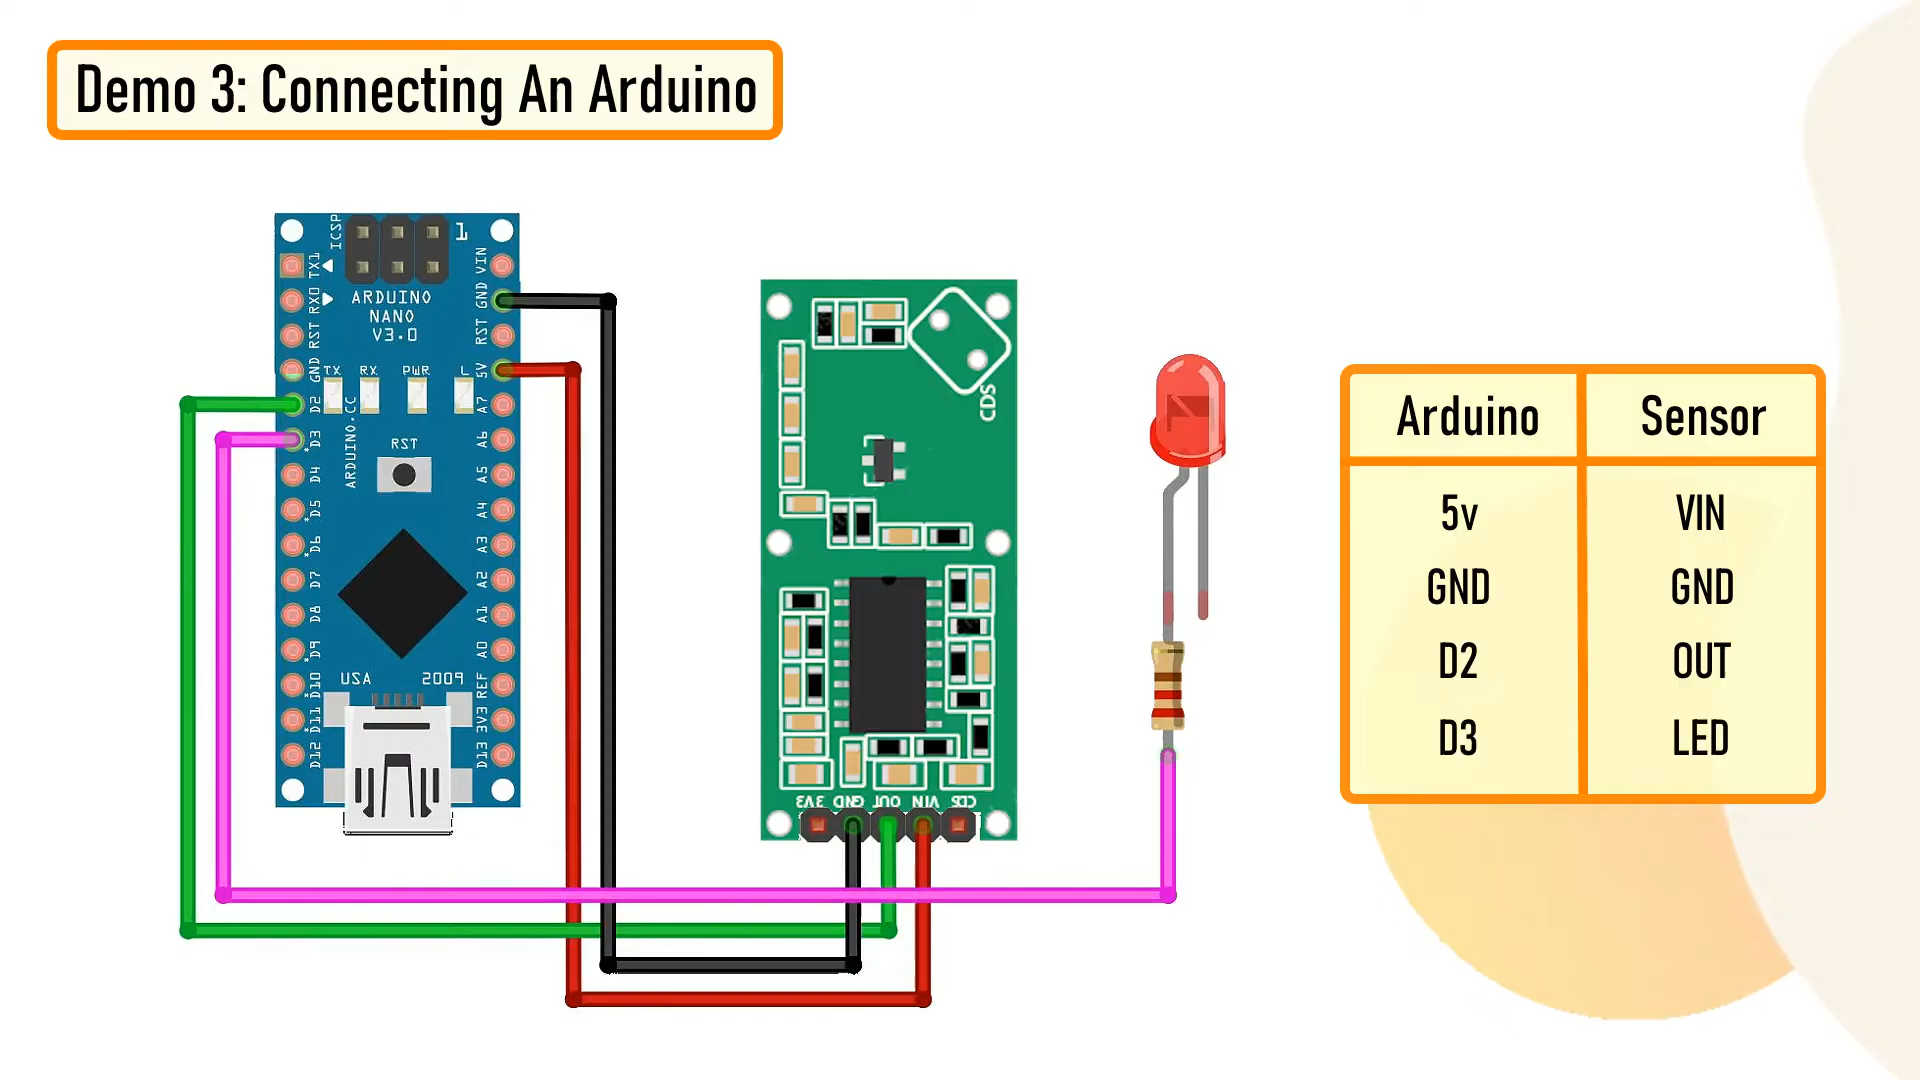 Demo 3: Connecting An Arduino
ICSP
1
TX1
RX0
RST
GND
D2
D3
D4
D5
D6
D7
D8
D9
D10
D11
D12
ARDUINO
NANO
V3.0
TX RX PWR L
ARDUINO.CC
RST
USA 2009
VIN
GND
RST
5V
A7
A6
A5
A4
A3
A2
A1
A0
REF
3V3
D13
CDS
3V3 GND OUT VIN CDS
Arduino Sensor
5v VIN
GND GND
D2 OUT
D3 LED